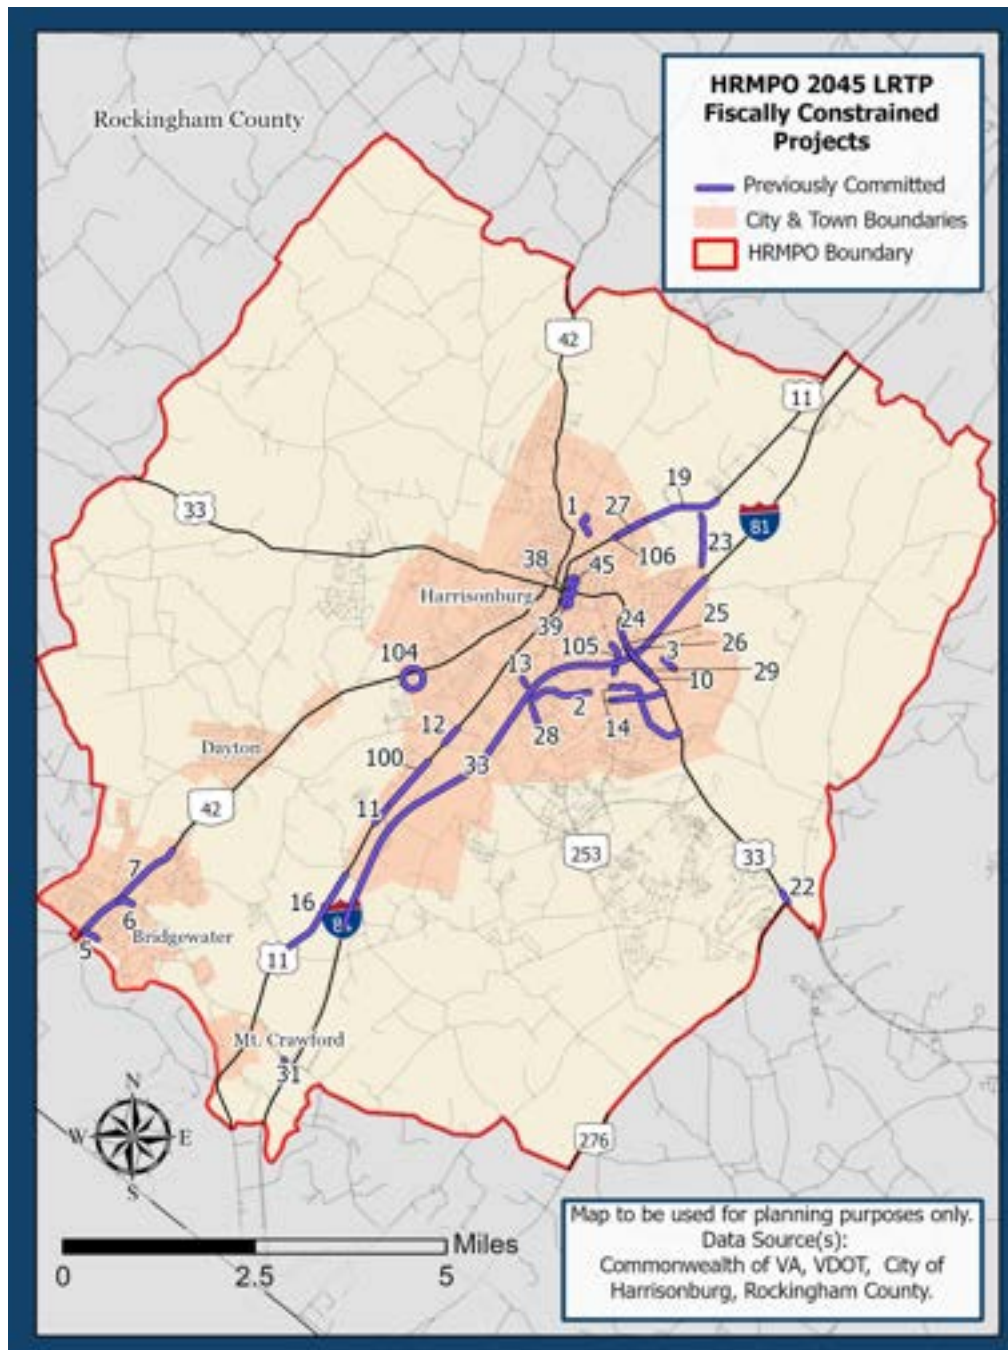 HRMPO 2045 LRTP
Fiscally Constrained
Projects
Previously Committed
City & Town Boundaries
HRMPO Boundary
Rockingham County
42
11
33
19
1
27
81
23
106
38
45
Harrisonburg
39
24
25
105
26
3
104
13
29
10
2
12
14
28
Dayton
100
33
11
42
253
33
7
22
16
6
81
Bridgewater
5
11
Mt. Crawford
31
N
W
E
S
276
Miles
0
2.5
5
Map to be used for planning purposes only.
Data Source(s):
Commonwealth of VA, VDOT, City of
Harrisonburg, Rockingham County.